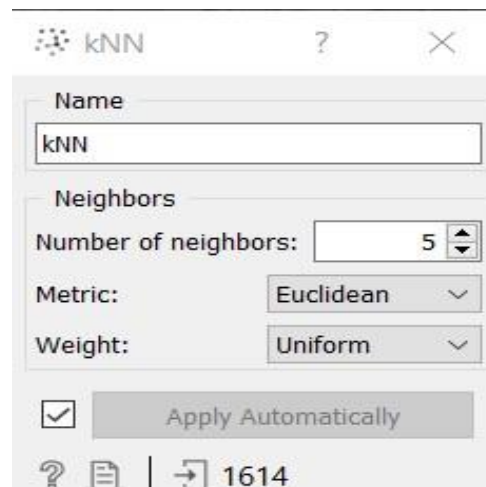 kNN ?
Name
kNN
Neighbors
Number of neighbors: 5
Metric: Euclidean
Weight: Uniform
Apply Automatically
? 1614